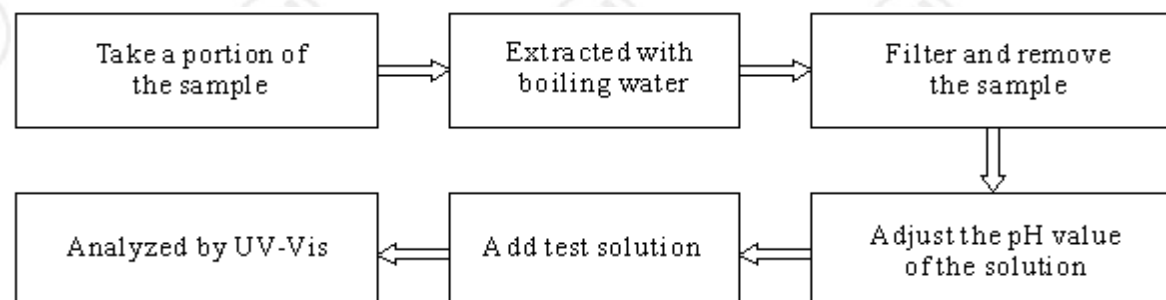 Take a portion of
the sample
Extracted with
boiling water
Filter and remove
the sample
Adjust the pH value
of the solution
Add test solution
Analyzed by UV-Vis